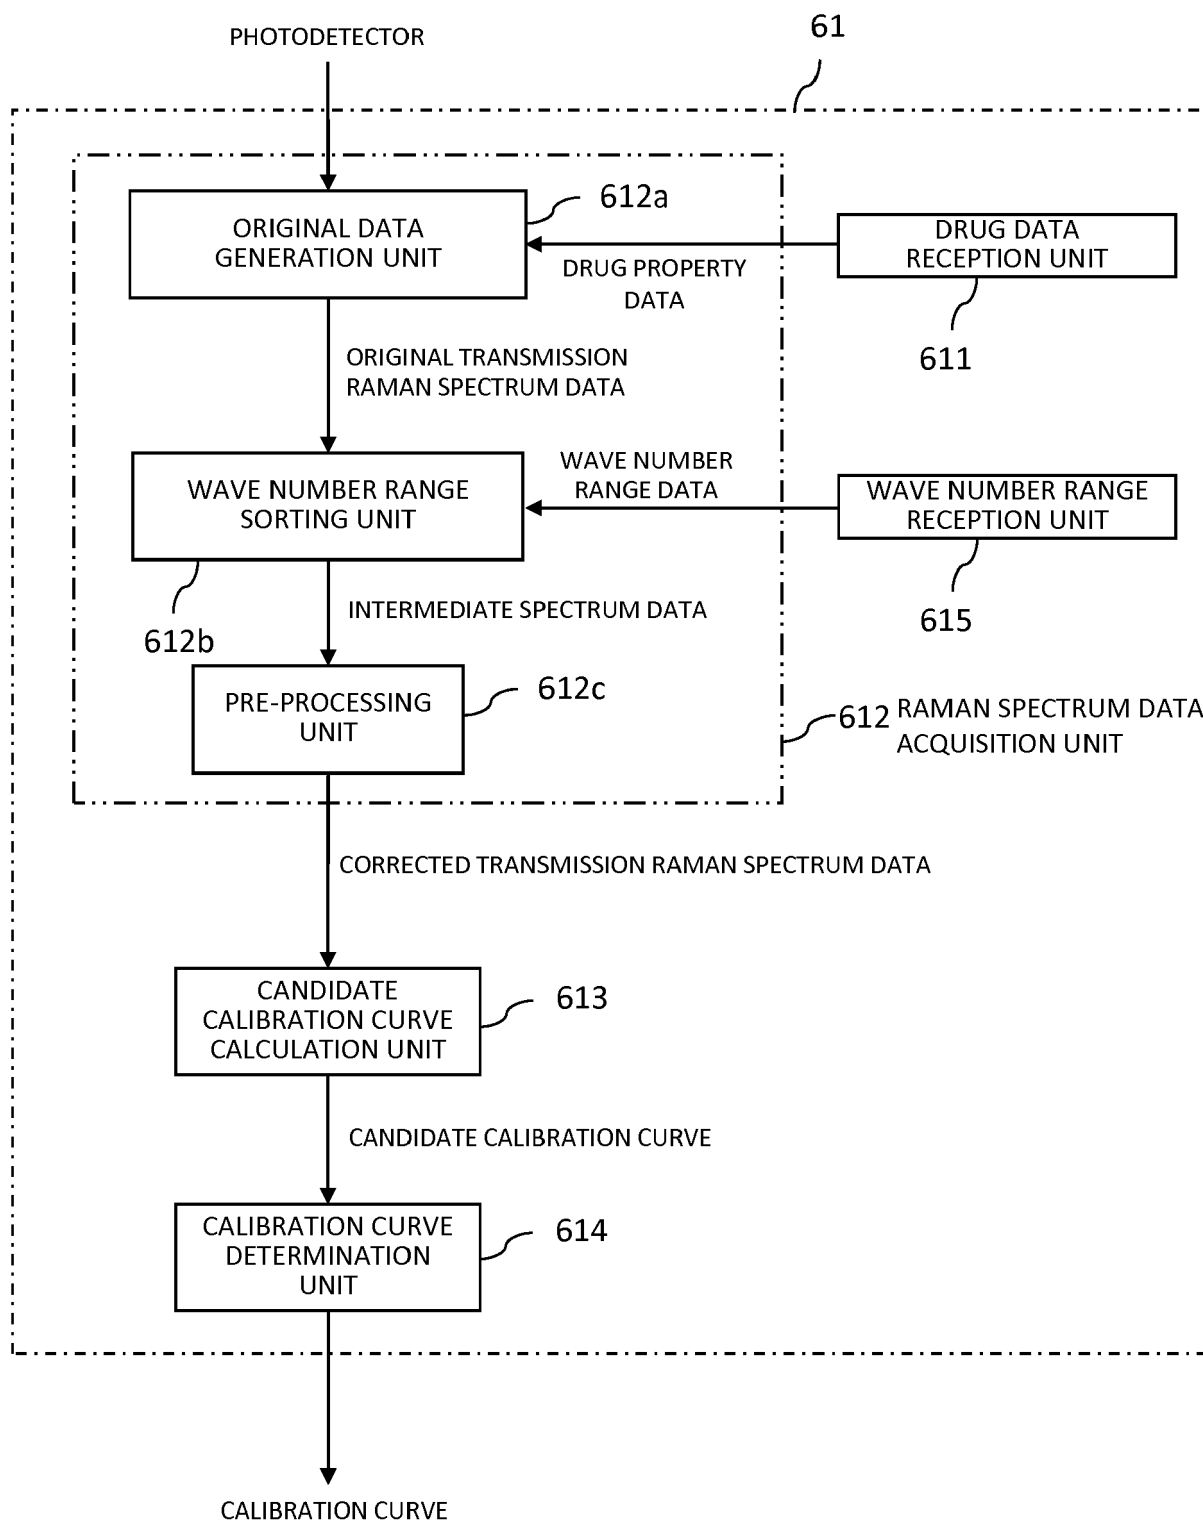 61
PHOTODETECTOR
612a
ORIGINAL DATA
GENERATION UNIT
DRUG DATA
RECEPTION UNIT
DRUG PROPERTY
DATA
611
ORIGINAL TRANSMISSION
RAMAN SPECTRUM DATA
WAVE NUMBER
RANGE DATA
WAVE NUMBER RANGE
SORTING UNIT
WAVE NUMBER RANGE
RECEPTION UNIT
INTERMEDIATE SPECTRUM DATA
615
612b
612c
PRE-PROCESSING
UNIT
612 RAMAN SPECTRUM DATA
ACQUISITION UNIT
CORRECTED TRANSMISSION RAMAN SPECTRUM DATA
CANDIDATE
CALIBRATION CURVE
CALCULATION UNIT
613
CANDIDATE CALIBRATION CURVE
CALIBRATION CURVE
DETERMINATION
UNIT
614
CALIBRATION CURVE